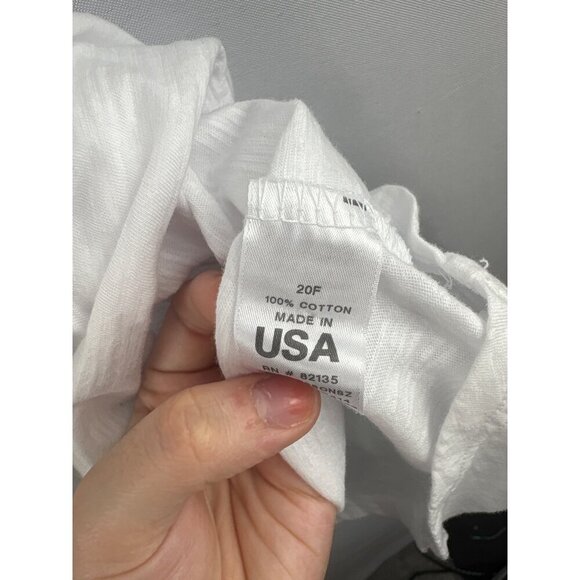 20F
100% COTTON
MADE IN
USA
RN # 82135